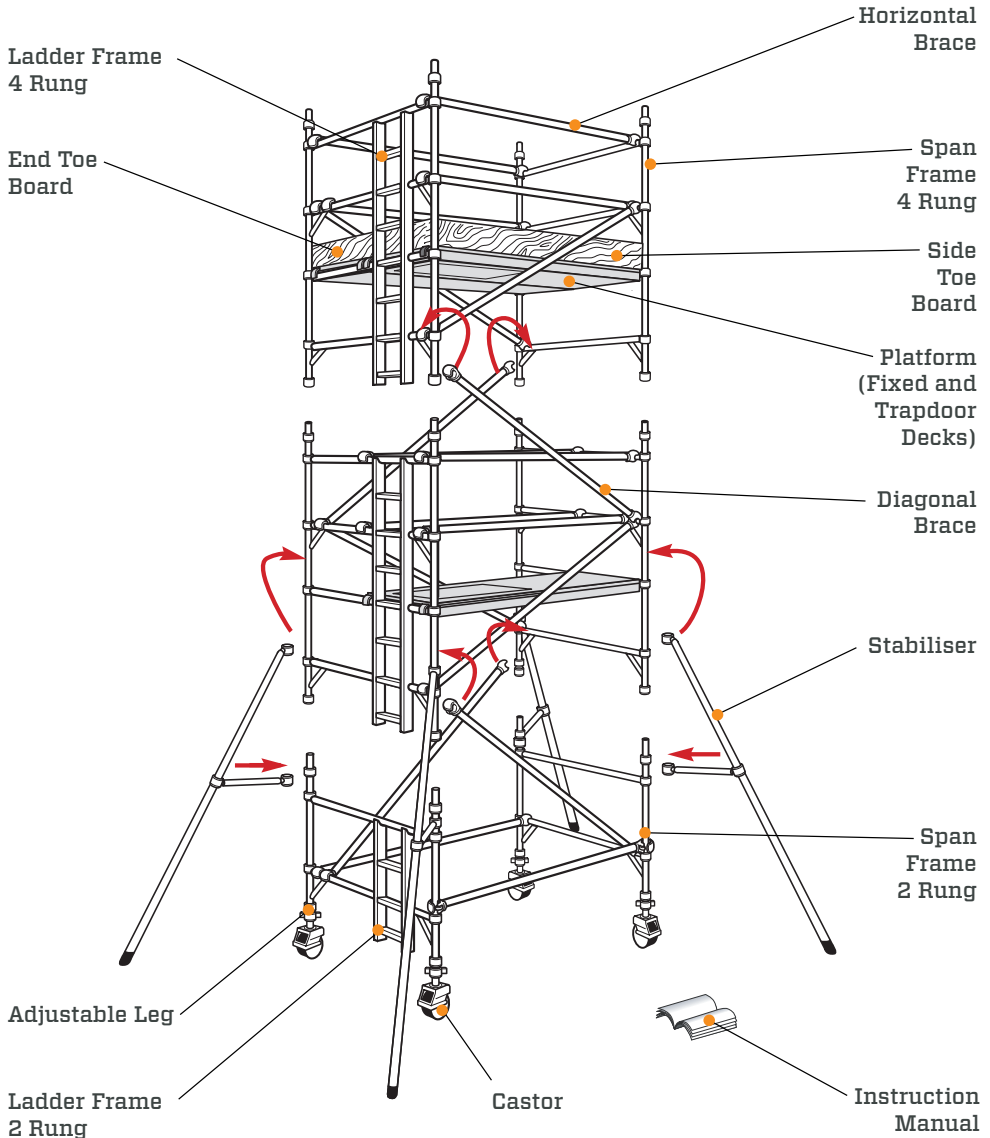 Horizontal
Brace
Ladder Frame
4 Rung
Span
Frame
4 Rung
End Toe
Board
Side
Toe
Board
Platform
(Fixed and
Trapdoor
Decks)
Diagonal
Brace
Stabiliser
Span
Frame
2 Rung
Adjustable Leg
Ladder Frame
2 Rung
Castor
Instruction
Manual